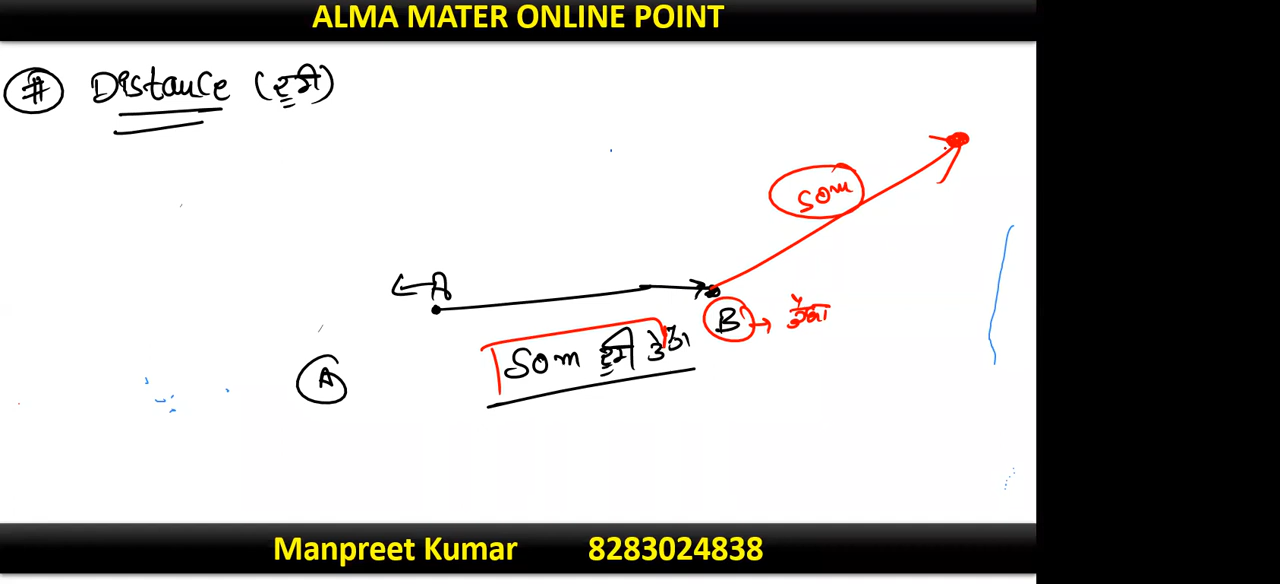 ALMA MATER ONLINE POINT
# Distance (दूरी)
50m
A
B →
50m दूरी
A
Manpreet Kumar 8283024838